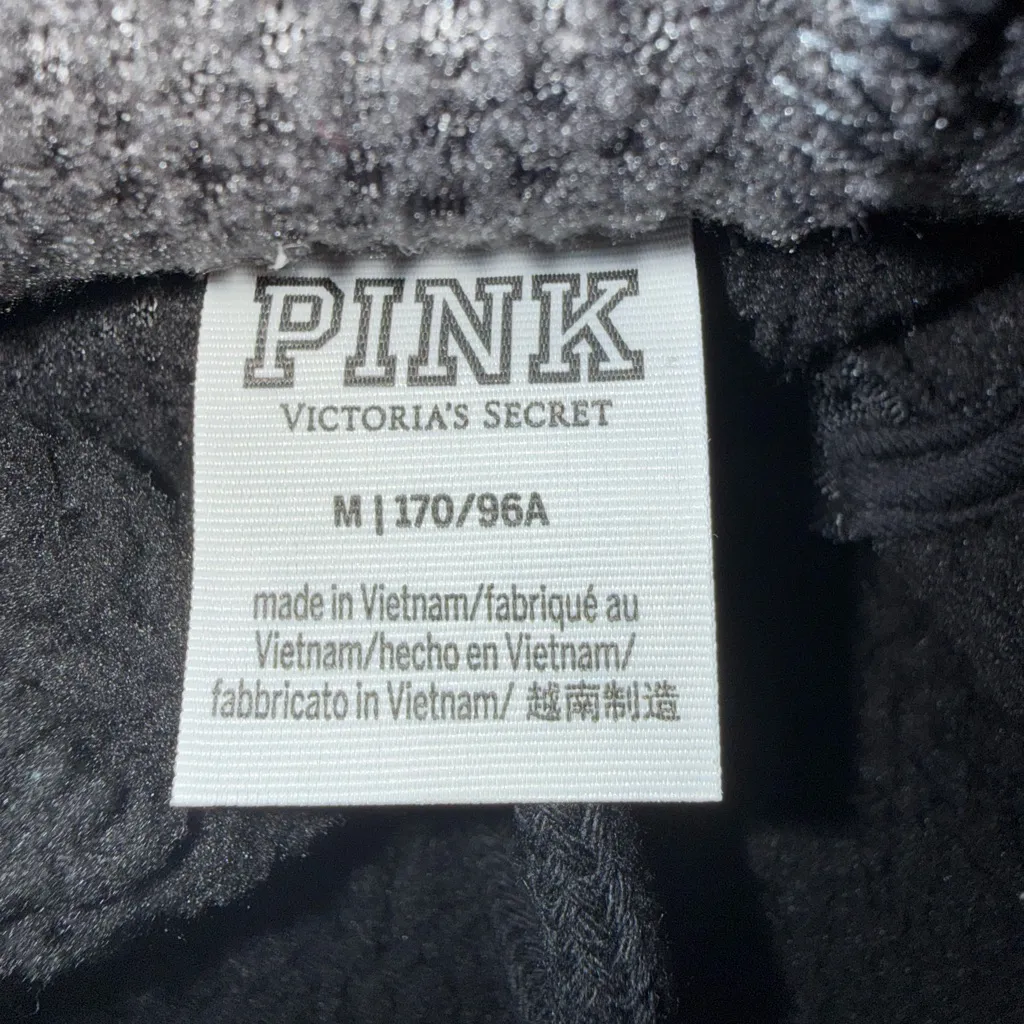 PINK
VICTORIA'S SECRET
M | 170/96A
made in Vietnam/fabriqué au
Vietnam/hecho en Vietnam/
fabbricato in Vietnam/ 越南制造